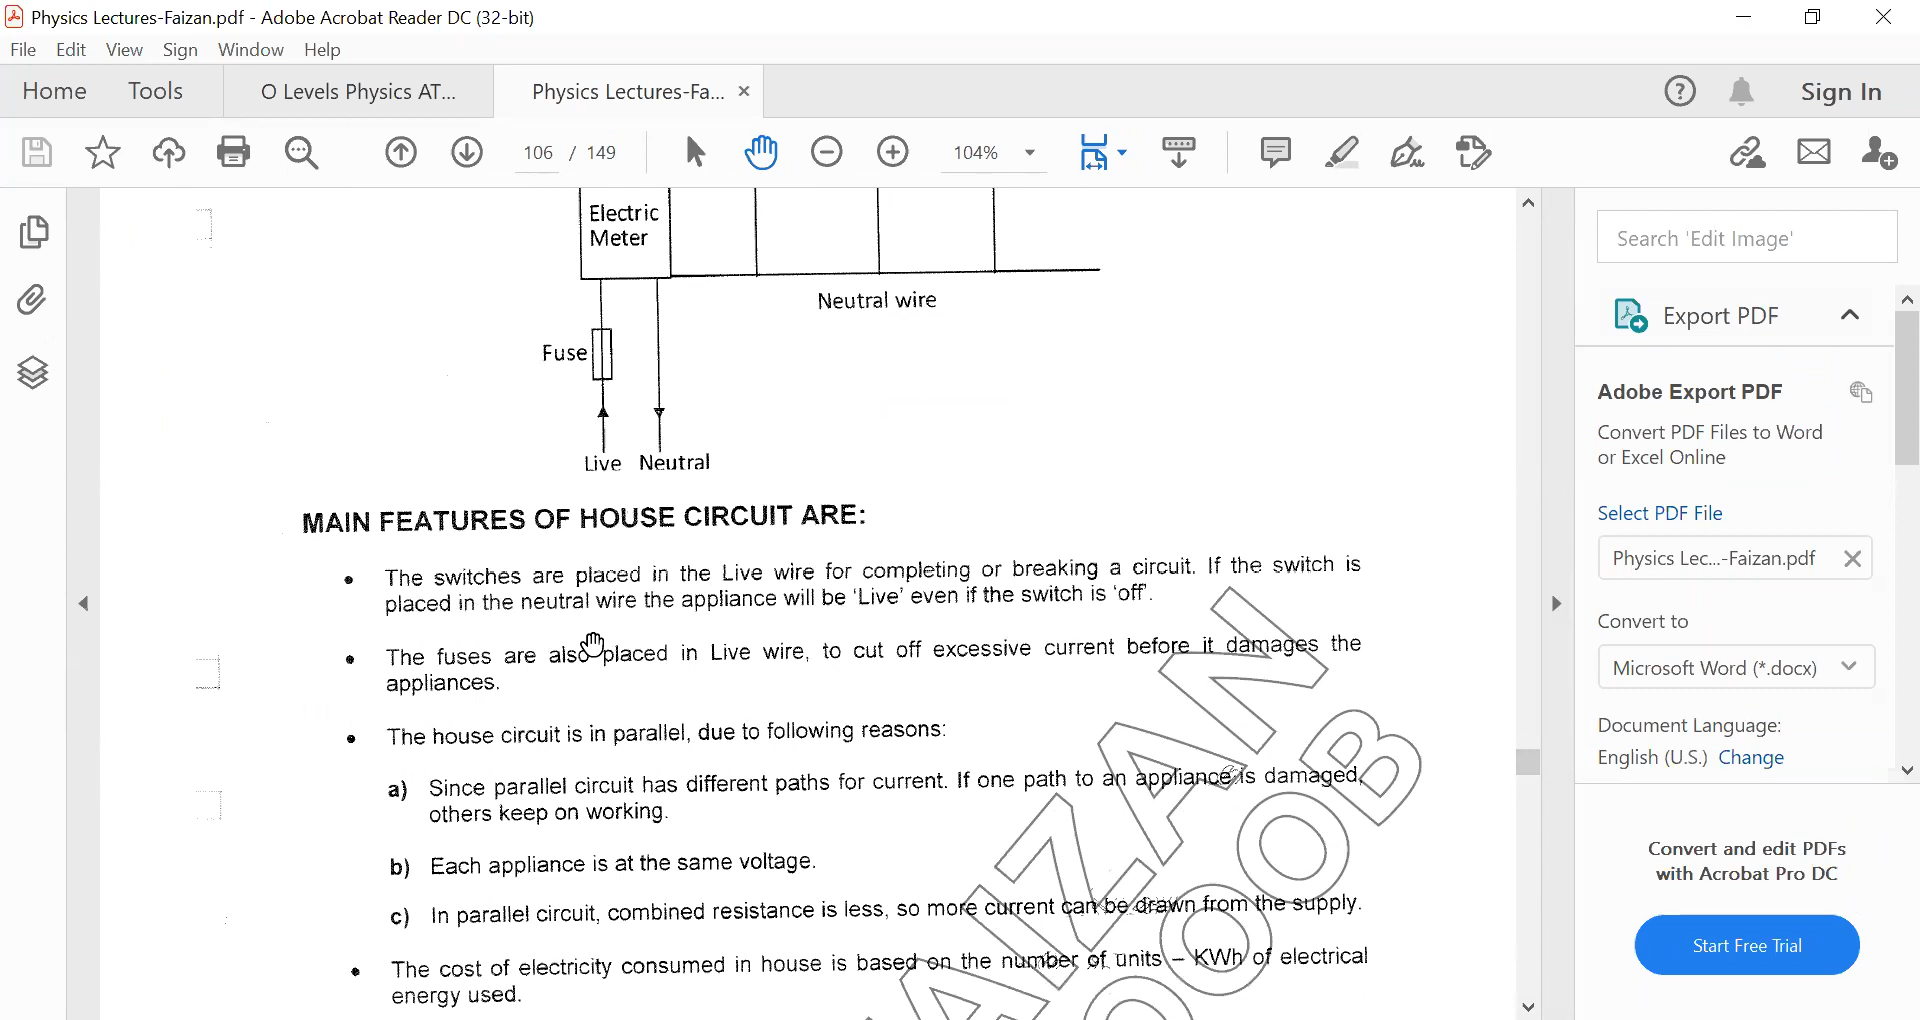 Physics Lectures-Faizan.pdf - Adobe Acrobat Reader DC (32-bit)
File Edit View Sign Window Help
Home Tools O Levels Physics AT... Physics Lectures-Fa... × Sign In
106 / 149 104%
Electric
Meter
Neutral wire
Fuse
Live Neutral
MAIN FEATURES OF HOUSE CIRCUIT ARE:
• The switches are placed in the Live wire for completing or breaking a circuit. If the switch is
placed in the neutral wire the appliance will be 'Live' even if the switch is 'off'.
• The fuses are also placed in Live wire, to cut off excessive current before it damages the
appliances.
• The house circuit is in parallel, due to following reasons:
a) Since parallel circuit has different paths for current. If one path to an appliance is damaged,
others keep on working.
b) Each appliance is at the same voltage.
c) In parallel circuit, combined resistance is less, so more current can be drawn from the supply.
• The cost of electricity consumed in house is based on the number of units – KWh of electrical
energy used.
AIZAN
OOB
Search 'Edit Image'
Export PDF
Adobe Export PDF
Convert PDF Files to Word
or Excel Online
Select PDF File
Physics Lec...-Faizan.pdf
Convert to
Microsoft Word (*.docx)
Document Language:
English (U.S.) Change
Convert and edit PDFs
with Acrobat Pro DC
Start Free Trial